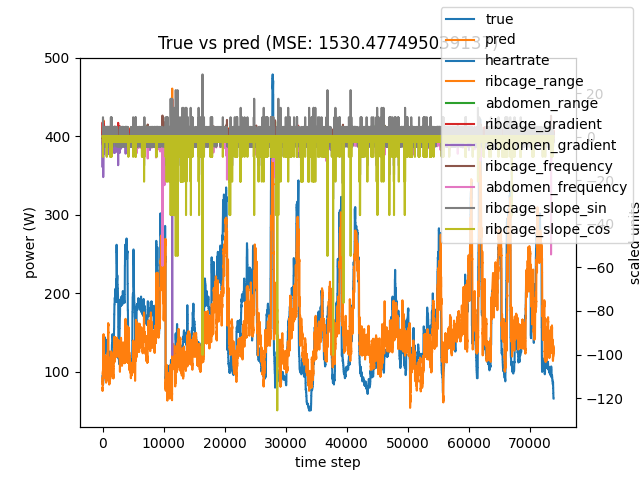 True vs pred (MSE: 1530.477495039137)
true
pred
heartrate
ribcage_range
abdomen_range
ribcage_gradient
abdomen_gradient
ribcage_frequency
abdomen_frequency
ribcage_slope_sin
ribcage_slope_cos
500
400
300
200
100
power (W)
20
0
−20
−40
−60
−80
−100
−120
scaled units
0 10000 20000 30000 40000 50000 60000 70000
time step